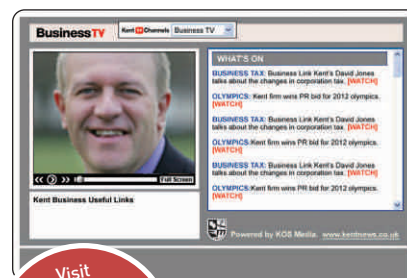 BusinessTV
Kent TV Channels Business TV
WHAT'S ON
BUSINESS TAX: Business Link Kent's David Jones
talks about the changes in corporation tax. [WATCH]
OLYMPICS: Kent firm wins PR bid for 2012 olympics.
[WATCH]
BUSINESS TAX: Business Link Kent's David Jones
talks about the changes in corporation tax. [WATCH]
OLYMPICS:Kent firm wins PR bid for 2012 olympics.
[WATCH]
BUSINESS TAX: Business Link Kent's David Jones
talks about the changes in corporation tax. [WATCH]
OLYMPICS:Kent firm wins PR bid for 2012 olympics.
[WATCH]
Full Screen
Kent Business Useful Links
Powered by KOS Media. www.kentnews.co.uk
Visit